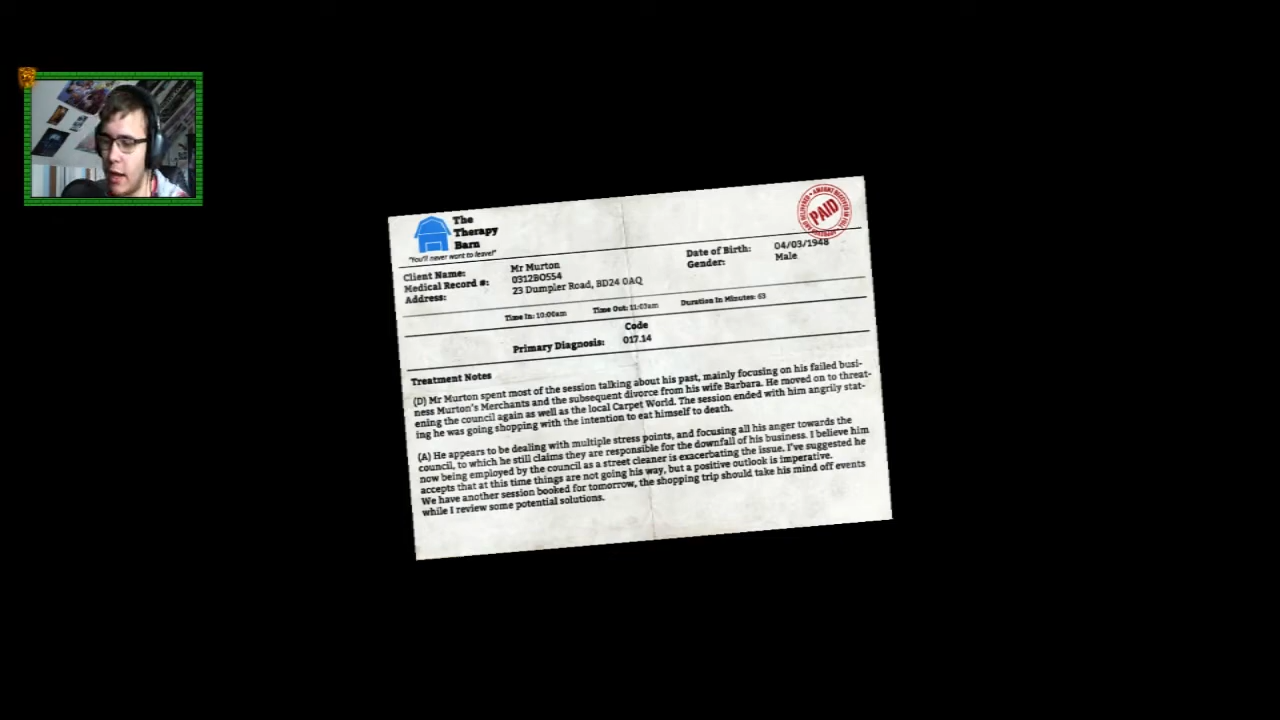 The
Therapy
Barn
"You'll never want to leave!"
PAID
Client Name: Mr Murton
Medical Record #: 0312BO554
Address: 23 Dumpler Road, BD24 0AQ
Date of Birth: 04/03/1948
Gender: Male
Time In: 10:00am Time Out: 11:03am Duration In Minutes: 63
Code
Primary Diagnosis: 017.14
Treatment Notes
(D) Mr Murton spent most of the session talking about his past, mainly focusing on his failed busi-
ness Murton's Merchants and the subsequent divorce from his wife Barbara. He moved on to threat-
ening the council again as well as the local Carpet World. The session ended with him angrily stat-
ing he was going shopping with the intention to eat himself to death.
(A) He appears to be dealing with multiple stress points, and focusing all his anger towards the
council, to which he still claims they are responsible for the downfall of his business. I believe him
now being employed by the council as a street cleaner is exacerbating the issue. I've suggested he
accepts that at this time things are not going his way, but a positive outlook is imperative.
We have another session booked for tomorrow, the shopping trip should take his mind off events
while I review some potential solutions.